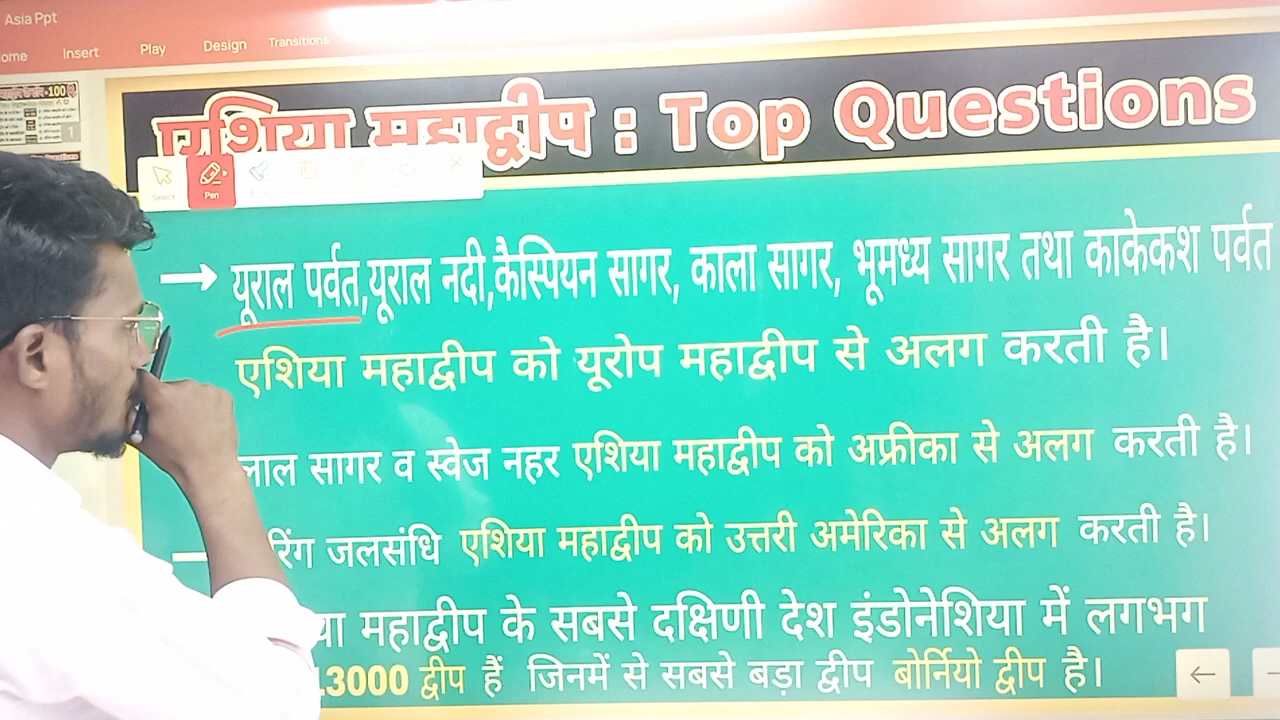 Asia Ppt
Insert Play Design Transitions
एशिया महाद्वीप : Top Questions
Select Pen
→ यूराल पर्वत,यूराल नदी,कैस्पियन सागर, काला सागर, भूमध्य सागर तथा काकेकश पर्वत
एशिया महाद्वीप को यूरोप महाद्वीप से अलग करती है।
लाल सागर व स्वेज नहर एशिया महाद्वीप को अफ्रीका से अलग करती है।
रिंग जलसंधि एशिया महाद्वीप को उत्तरी अमेरिका से अलग करती है।
या महाद्वीप के सबसे दक्षिणी देश इंडोनेशिया में लगभग
3000 द्वीप हैं जिनमें से सबसे बड़ा द्वीप बोर्नियो द्वीप है।